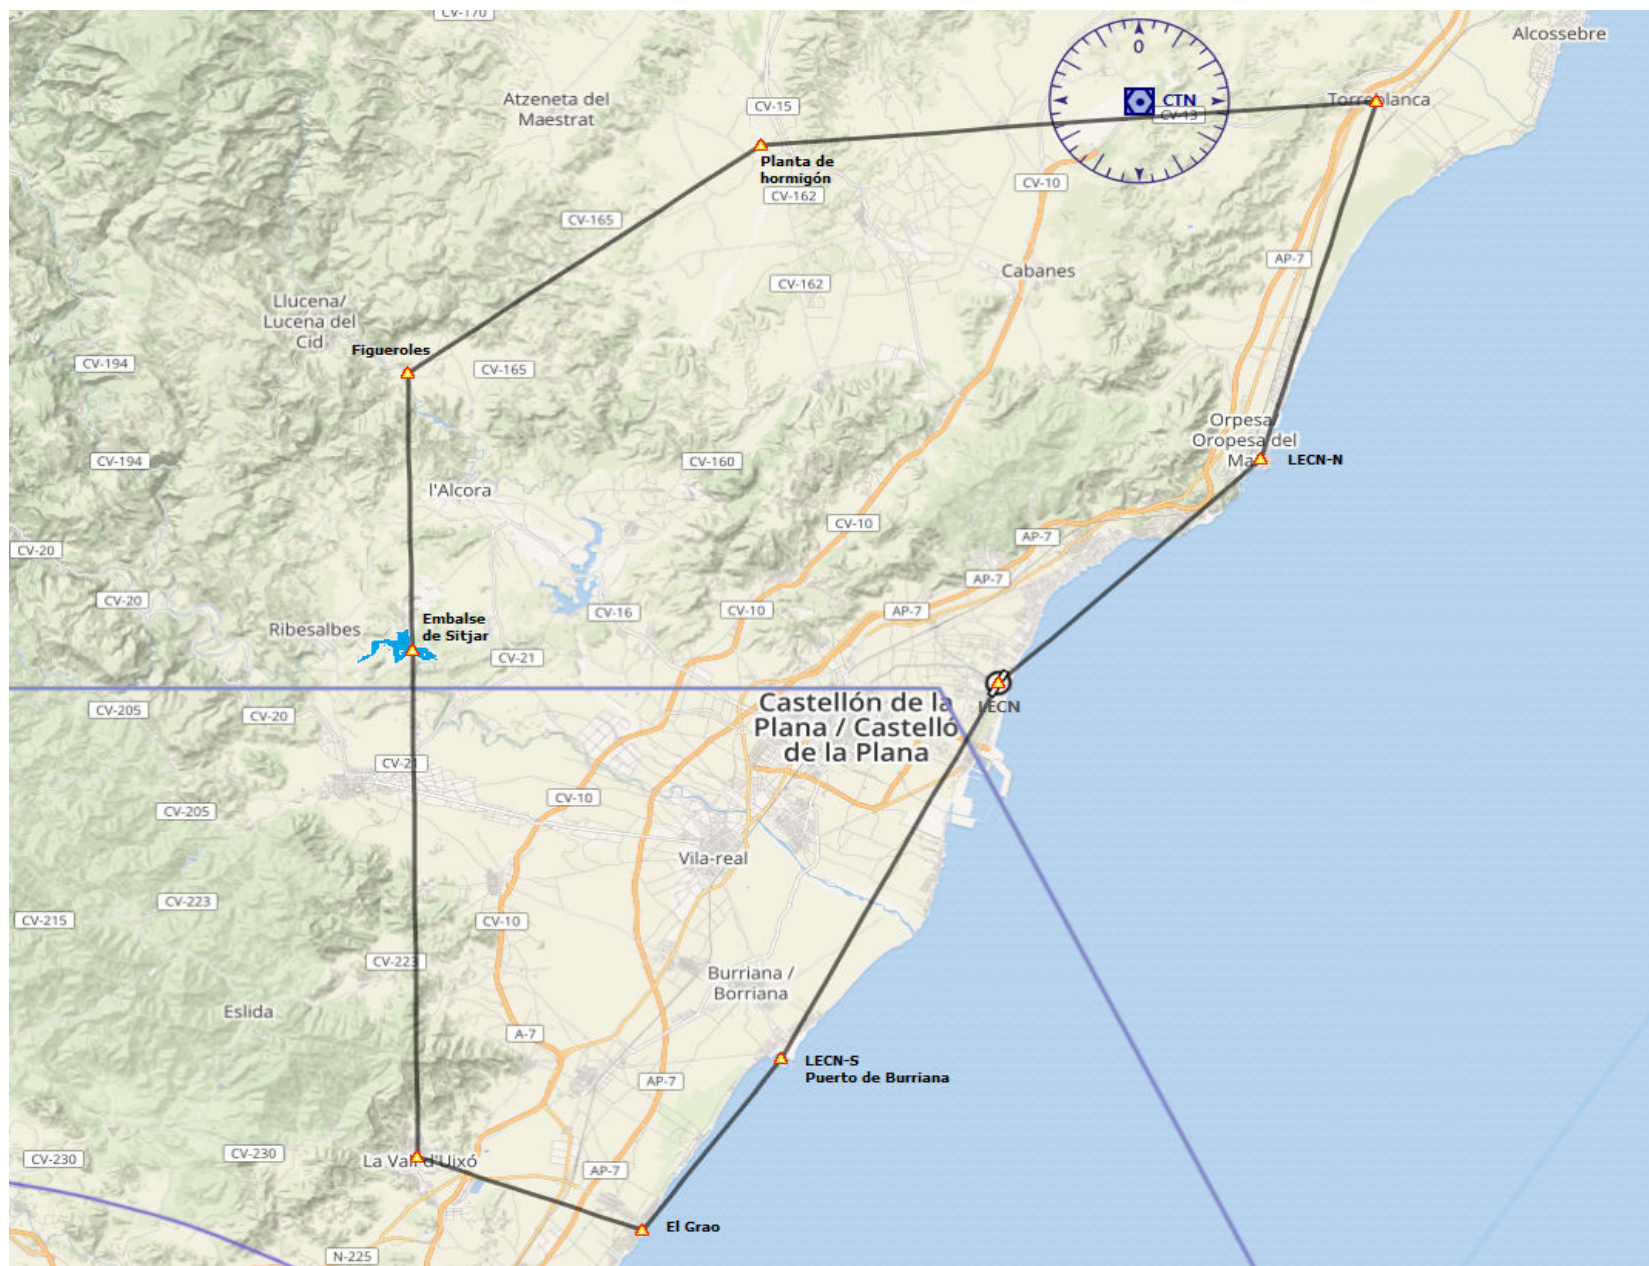 CV-170
Alcossebre
0
Atzeneta del
Maestrat
CV-15
CTN
CV-13
Torreblanca
Planta de
hormigón
CV-162
CV-10
CV-165
AP-7
Cabanes
CV-162
Llucena/
Lucena del
Cid
Figueroles
CV-194
CV-165
Orpesa/
Oropesa del
Ma
LECN-N
CV-194
CV-160
l'Alcora
CV-10
AP-7
CV-20
AP-7
CV-20
CV-16
CV-10
AP-7
Embalse
de Sitjar
Ribesalbes
CV-21
CV-205
CV-20
Castellón de la
Plana / Castelló
de la Plana
LECN
CV-21
CV-10
CV-205
Vila-real
CV-223
CV-215
CV-10
CV-223
Burriana /
Borriana
Eslida
A-7
LECN-S
Puerto de Burriana
AP-7
CV-230
CV-230
La Vall d'Uixó
AP-7
El Grao
N-225